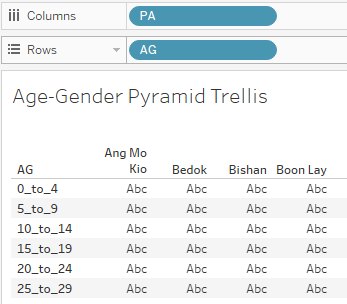 Columns PA
Rows AG
Age-Gender Pyramid Trellis
Ang Mo
AG Kio Bedok Bishan Boon Lay
0_to_4 Abc Abc Abc Abc
5_to_9 Abc Abc Abc Abc
10_to_14 Abc Abc Abc Abc
15_to_19 Abc Abc Abc Abc
20_to_24 Abc Abc Abc Abc
25_to_29 Abc Abc Abc Abc